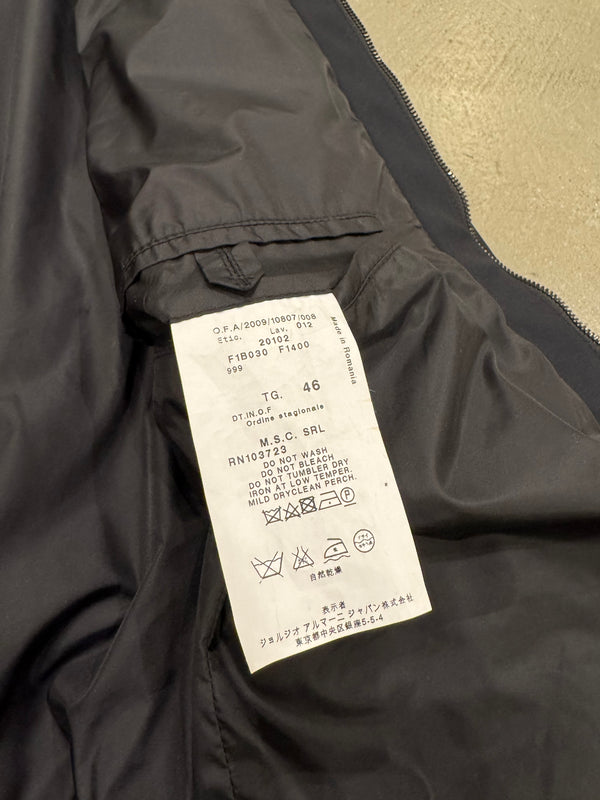 O.F.A/2009/10807/008
Etic. Lav. 012
20102
F1B030 F1400
999
Made in Romania
TG. 46
DT.IN.O.F
Ordine stagionale
M.S.C. SRL
RN103723
DO NOT WASH
DO NOT BLEACH
DO NOT TUMBLER DRY
IRON AT LOW TEMPER.
MILD DRYCLEAN PERCH.
P
自然乾燥
表示者
ジョルジオ アルマーニ ジャパン株式会社
東京都中央区銀座5-5-4